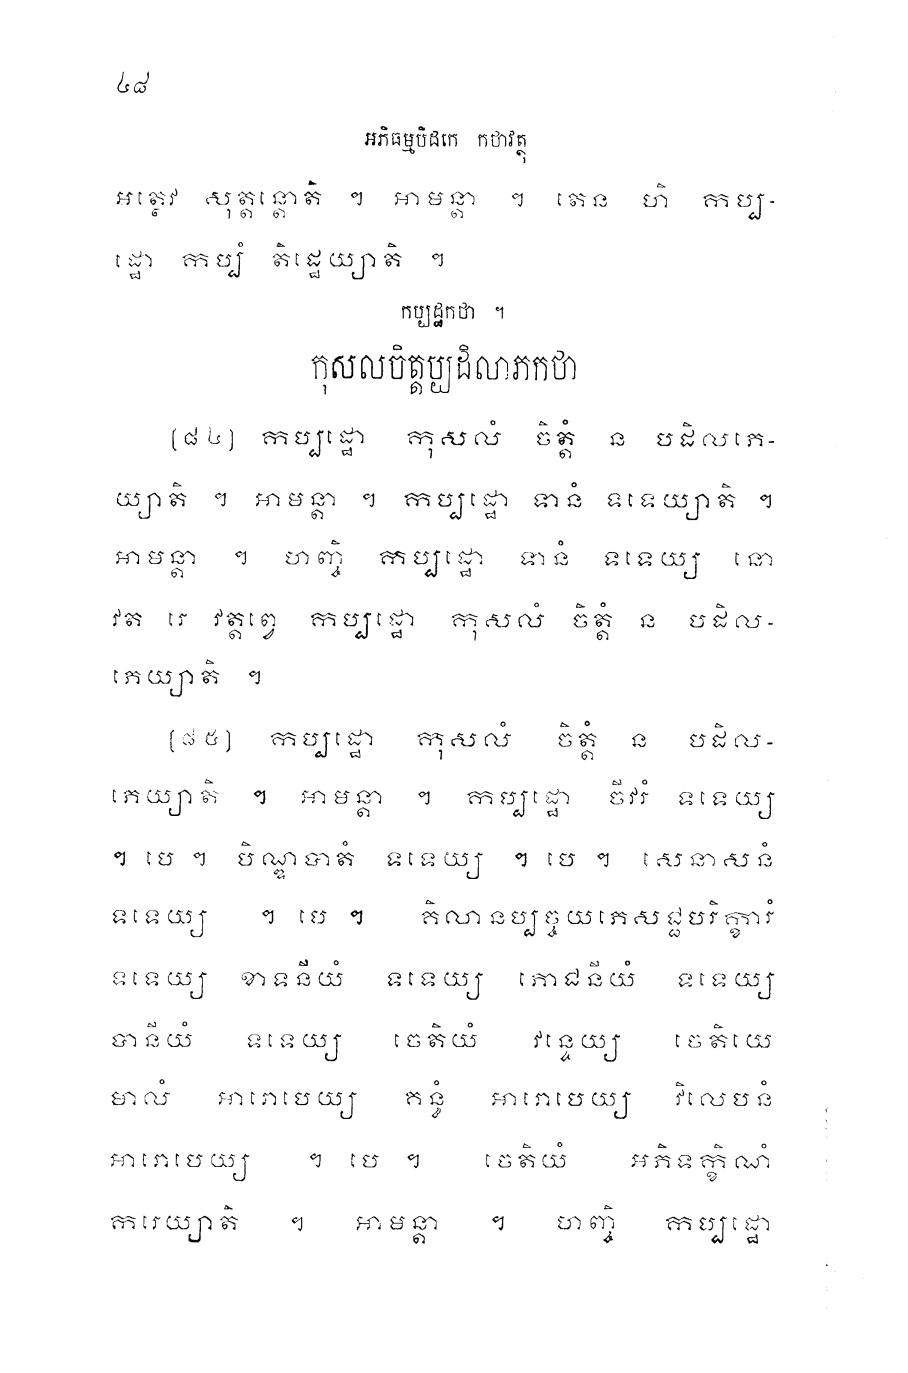 ៤៨
អភិធម្មបិដកេ កថាវត្ថុ
អត្ថេវ សុត្តន្តោតិ ។ អាមន្តា ។ តេន ហិ កប្ប-
ដ្ឋោ កប្បំ តិដ្ឋេយ្យាតិ ។
កប្បដ្ឋកថា ។
កុសលចិត្តប្បដិលាភកថា
[៨៤] កប្បដ្ឋោ កុសលំ ចិត្តំ ន បដិលភេ-
យ្យាតិ ។ អាមន្តា ។ កប្បដ្ឋោ ទានំ ទទេយ្យាតិ ។
អាមន្តា ។ ហញ្ចិ កប្បដ្ឋោ ទានំ ទទេយ្យ នោ
វត រេ វត្តព្វេ កប្បដ្ឋោ កុសលំ ចិត្តំ ន បដិល-
ភេយ្យាតិ ។
[៨៥] កប្បដ្ឋោ កុសលំ ចិត្តំ ន បដិល-
ភេយ្យាតិ ។ អាមន្តា ។ កប្បដ្ឋោ ចីវរំ ទទេយ្យ
។ បេ ។ បិណ្ឌបាតំ ទទេយ្យ ។ បេ ។ សេនាសនំ
ទទេយ្យ ។ បេ ។ គិលានប្បច្ចយភេសជ្ជបរិក្ខារំ
ទទេយ្យ ខាទនីយំ ទទេយ្យ ភោជនីយំ ទទេយ្យ
បានីយំ ទទេយ្យ ចេតិយំ វន្ទេយ្យ ចេតិយេ
មាលំ អារោបេយ្យ គន្ធំ អារោបេយ្យ វិលេបនំ
អារោបេយ្យ ។ បេ ។ ចេតិយំ អភិទក្ខិណំ
ករេយ្យាតិ ។ អាមន្តា ។ ហញ្ចិ កប្បដ្ឋោ